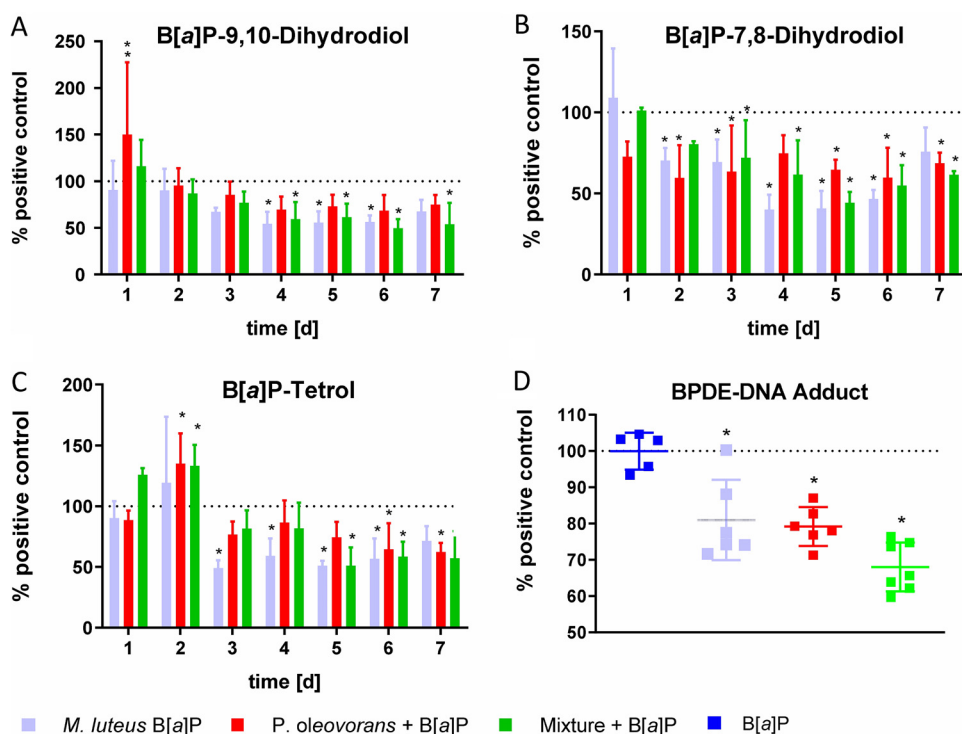 A
B[a]P-9,10-Dihydrodiol
% positive control
250
200
150
100
50
0
**
* * * * * * *
1 2 3 4 5 6 7
time [d]
B
B[a]P-7,8-Dihydrodiol
% positive control
150
100
50
0
* * * * * * * * * * * * * * *
1 2 3 4 5 6 7
time [d]
C
B[a]P-Tetrol
% positive control
200
150
100
50
0
* * * * * * * * * *
1 2 3 4 5 6 7
time [d]
D
BPDE-DNA Adduct
% positive control
110
100
90
80
70
60
50
* * *
M. luteus B[a]P
P. oleovorans + B[a]P
Mixture + B[a]P
B[a]P